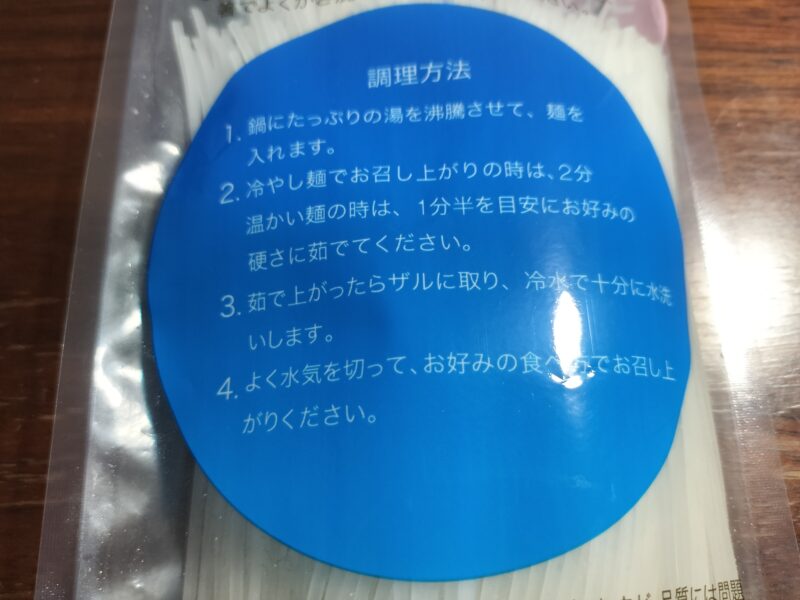 調理方法
1. 鍋にたっぷりの湯を沸騰させて、麺を
入れます。
2. 冷やし麺でお召し上がりの時は、2分
温かい麺の時は、1分半を目安にお好みの
硬さに茹でてください。
3. 茹で上がったらザルに取り、冷水で十分に水洗
いします。
4. よく水気を切って、お好みの食べ方でお召し上
がりください。
品質には問題